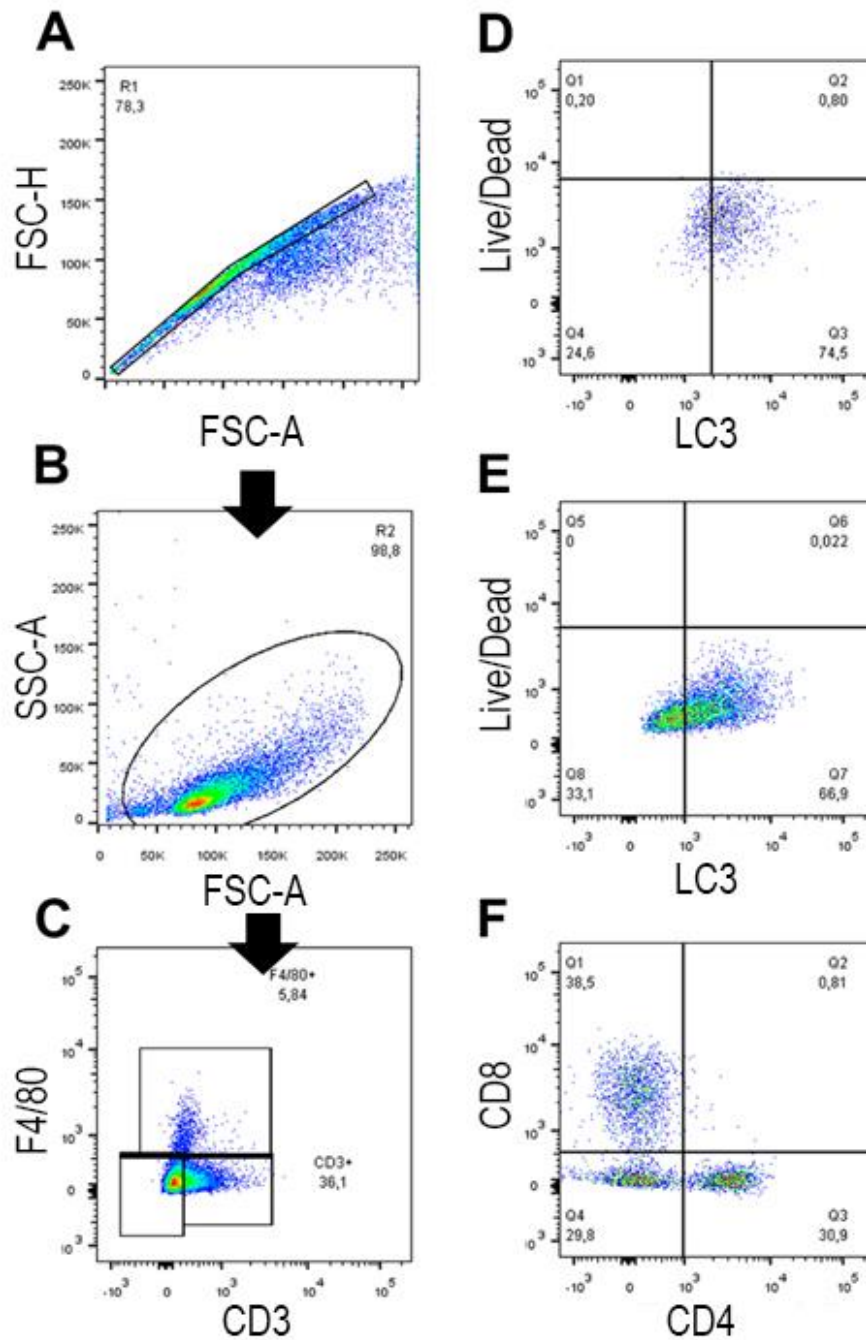 A
R1
78,3
250K
200K
150K
100K
50K
0
FSC-H
FSC-A
B
R2
98,8
250K
200K
150K
100K
50K
0
SSC-A
0 50K 100K 150K 200K 250K
FSC-A
C
F4/80+
5,84
CD3+
36,1
10^5
10^4
10^3
0
F4/80
-10^3 0 10^3 10^4 10^5
CD3
D
Q1
0,20
Q2
0,80
Q4
24,6
Q3
74,5
10^5
10^4
10^3
0
-10^3
Live/Dead
-10^3 0 10^3 10^4 10^5
LC3
E
Q5
0
Q6
0,022
Q8
33,1
Q7
66,9
10^5
10^4
10^3
0
-10^3
Live/Dead
-10^3 0 10^3 10^4 10^5
LC3
F
Q1
38,5
Q2
0,81
Q4
29,8
Q3
30,9
10^5
10^4
10^3
0
CD8
-10^3 0 10^3 10^4 10^5
CD4